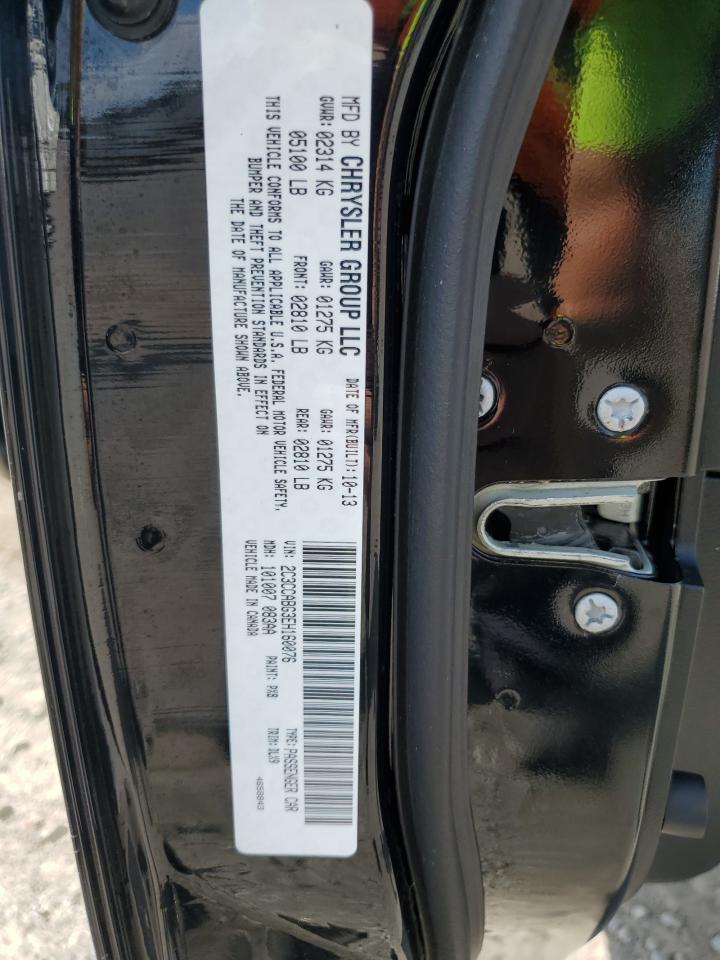 MFD BY CHRYSLER GROUP LLC DATE OF MFR(BUILT): 10-13
GVWR: 02314 KG GAWR: 01275 KG GAWR: 01275 KG
05100 LB FRONT: 02810 LB REAR: 02810 LB
THIS VEHICLE CONFORMS TO ALL APPLICABLE U.S.A. FEDERAL MOTOR VEHICLE SAFETY,
BUMPER AND THEFT PREVENTION STANDARDS IN EFFECT ON
THE DATE OF MANUFACTURE SHOWN ABOVE.
VIN: 2C3CCABG3EH160076 TYPE: PASSENGER CAR
MDH: 101007 083AA PAINT: PX8 TRIM: DLX9
VEHICLE MADE IN CANADA 4658843